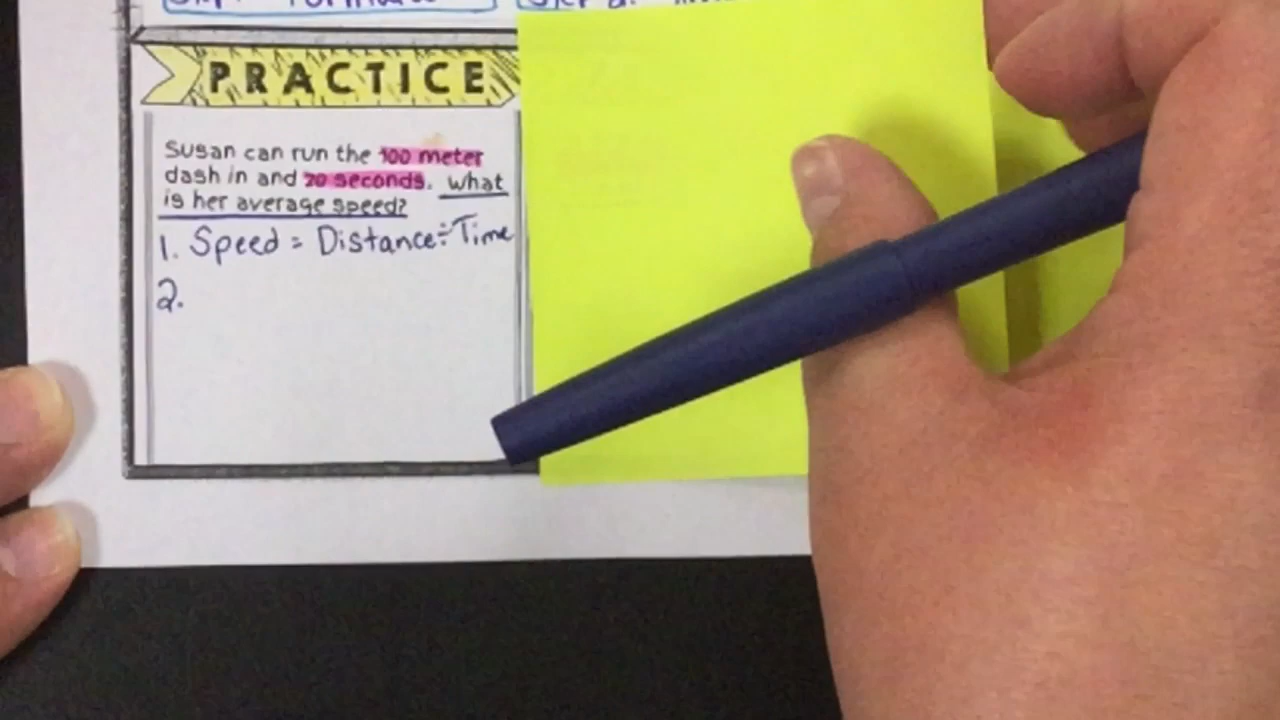 PRACTICE
Susan can run the 100 meter
dash in and 20 seconds. What
is her average speed?
1. Speed = Distance ÷ Time
2.